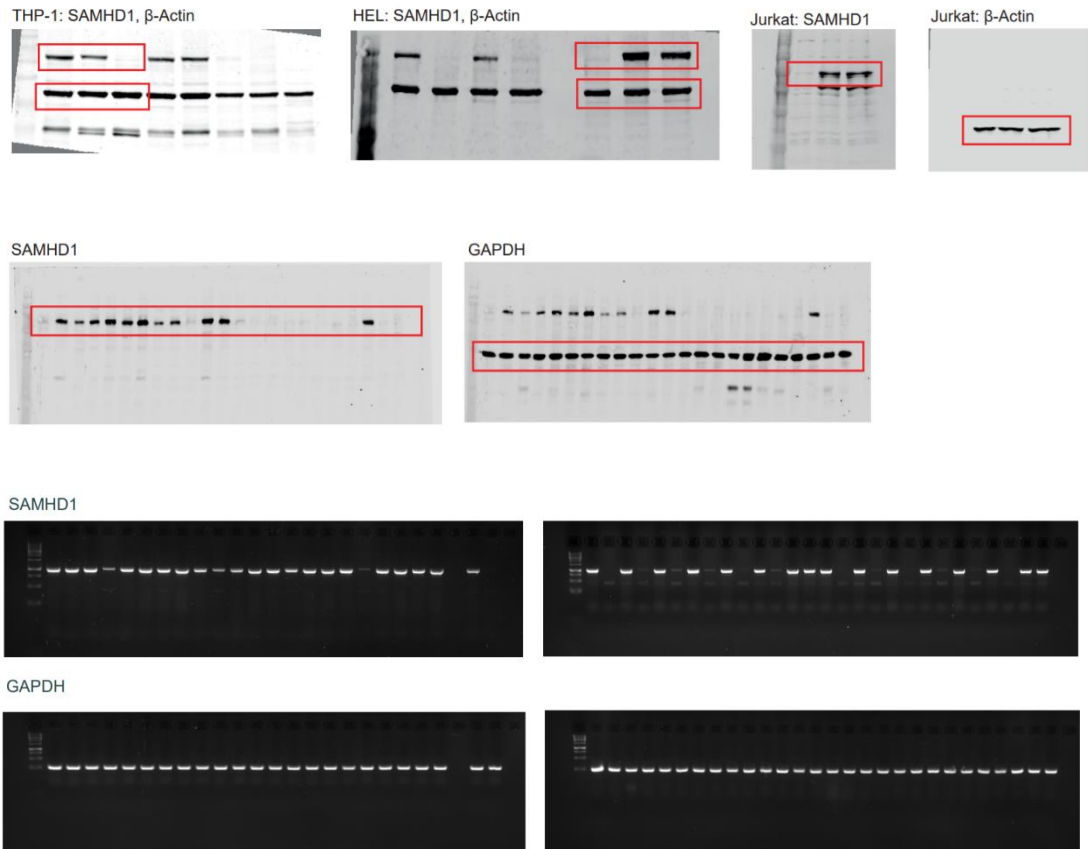 THP-1: SAMHD1, β-Actin
HEL: SAMHD1, β-Actin
Jurkat: SAMHD1
Jurkat: β-Actin
SAMHD1
GAPDH
SAMHD1
GAPDH